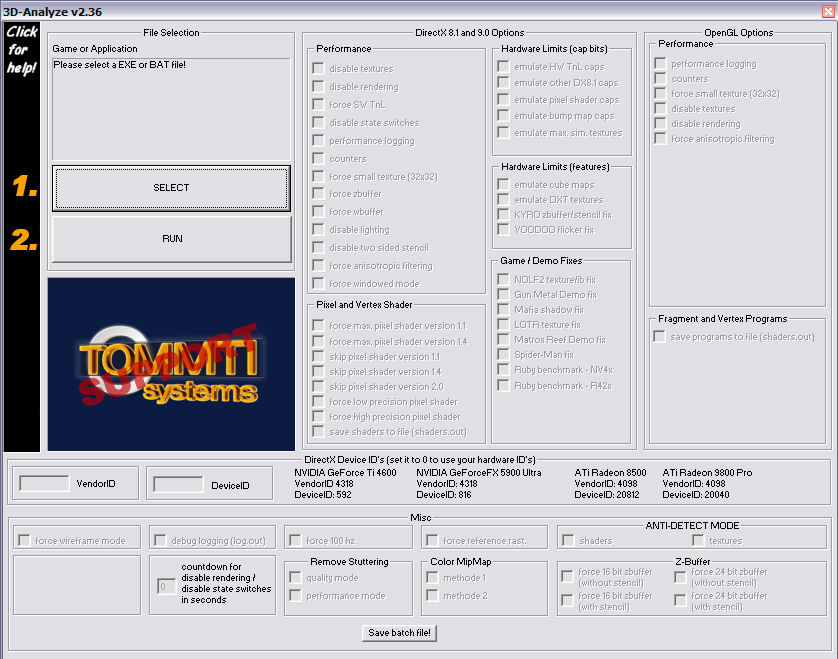 3D-Analyze v2.36
Click
for
help!
1.
2.
File Selection
Game or Application
Please select a EXE or BAT file!
SELECT
RUN
TOMMTI
SUPPORT
systems
DirectX 8.1 and 9.0 Options
Performance
disable textures
disable rendering
force SW TnL
disable state switches
performance logging
counters
force small texture (32x32)
force zbuffer
force wbuffer
disable lighting
disable two sided stencil
force anisotropic filtering
force windowed mode
Pixel and Vertex Shader
force max. pixel shader version 1.1
force max. pixel shader version 1.4
skip pixel shader version 1.1
skip pixel shader version 1.4
skip pixel shader version 2.0
force low precision pixel shader
force high precision pixel shader
save shaders to file (shaders.out)
Hardware Limits (cap bits)
emulate HW TnL caps
emulate other DX8.1 caps
emulate pixel shader caps
emulate bump map caps
emulate max. sim. textures
Hardware Limits (features)
emulate cube maps
emulate DXT textures
KYRO zbuffer/stencil fix
VOODOO flicker fix
Game / Demo Fixes
NOLF2 texture/ib fix
Gun Metal Demo fix
Mafia shadow fix
LOTR texture fix
Matrox Reef Demo fix
Spider-Man fix
Ruby benchmark - NV4x
Ruby benchmark - R42x
OpenGL Options
Performance
performance logging
counters
force small texture (32x32)
disable textures
disable rendering
force anisotropic filtering
Fragment and Vertex Programs
save programs to file (shaders.out)
DirectX Device ID's (set it to 0 to use your hardware ID's)
VendorID
DeviceID
NVIDIA GeForce Ti 4600
VendorID 4318
DeviceID: 592
NVIDIA GeForceFX 5900 Ultra
VendorID: 4318
DeviceID: 816
ATi Radeon 8500
VendorID: 4098
DeviceID: 20812
ATi Radeon 9800 Pro
VendorID: 4098
DeviceID: 20040
Misc
force wireframe mode
debug logging (log.out)
force 100 hz
force reference rast.
ANTI-DETECT MODE
shaders
textures
0
countdown for
disable rendering /
disable state switches
in seconds
Remove Stuttering
quality mode
performance mode
Color MipMap
methode 1
methode 2
Z-Buffer
force 16 bit zbuffer
(without stencil)
force 24 bit zbuffer
(without stencil)
force 16 bit zbuffer
(with stencil)
force 24 bit zbuffer
(with stencil)
Save batch file!